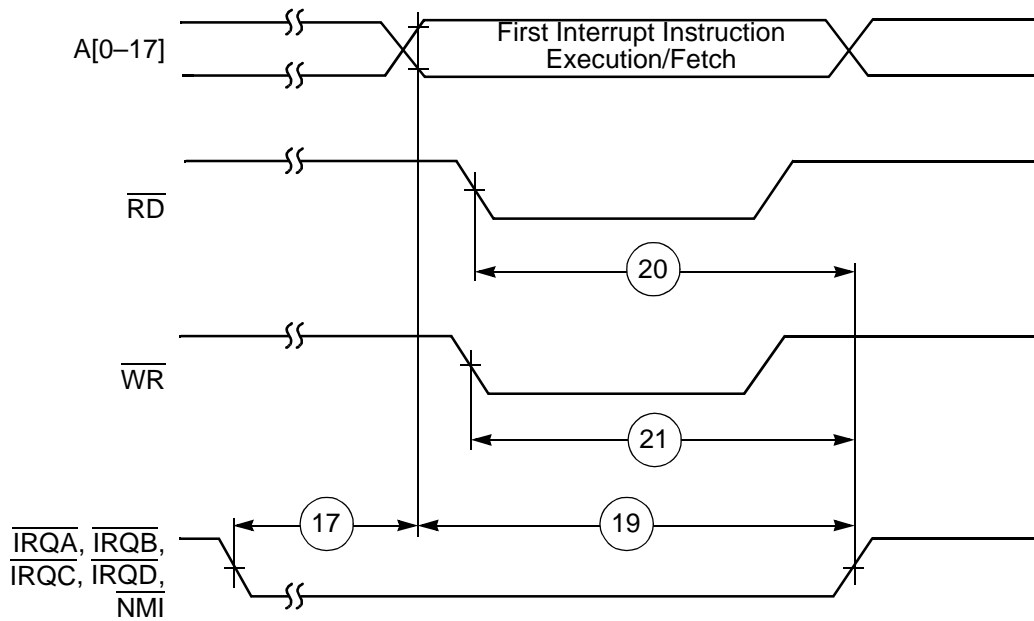 A[0–17]
First Interrupt Instruction
Execution/Fetch
RD
20
WR
21
17
19
IRQA, IRQB,
IRQC, IRQD,
NMI